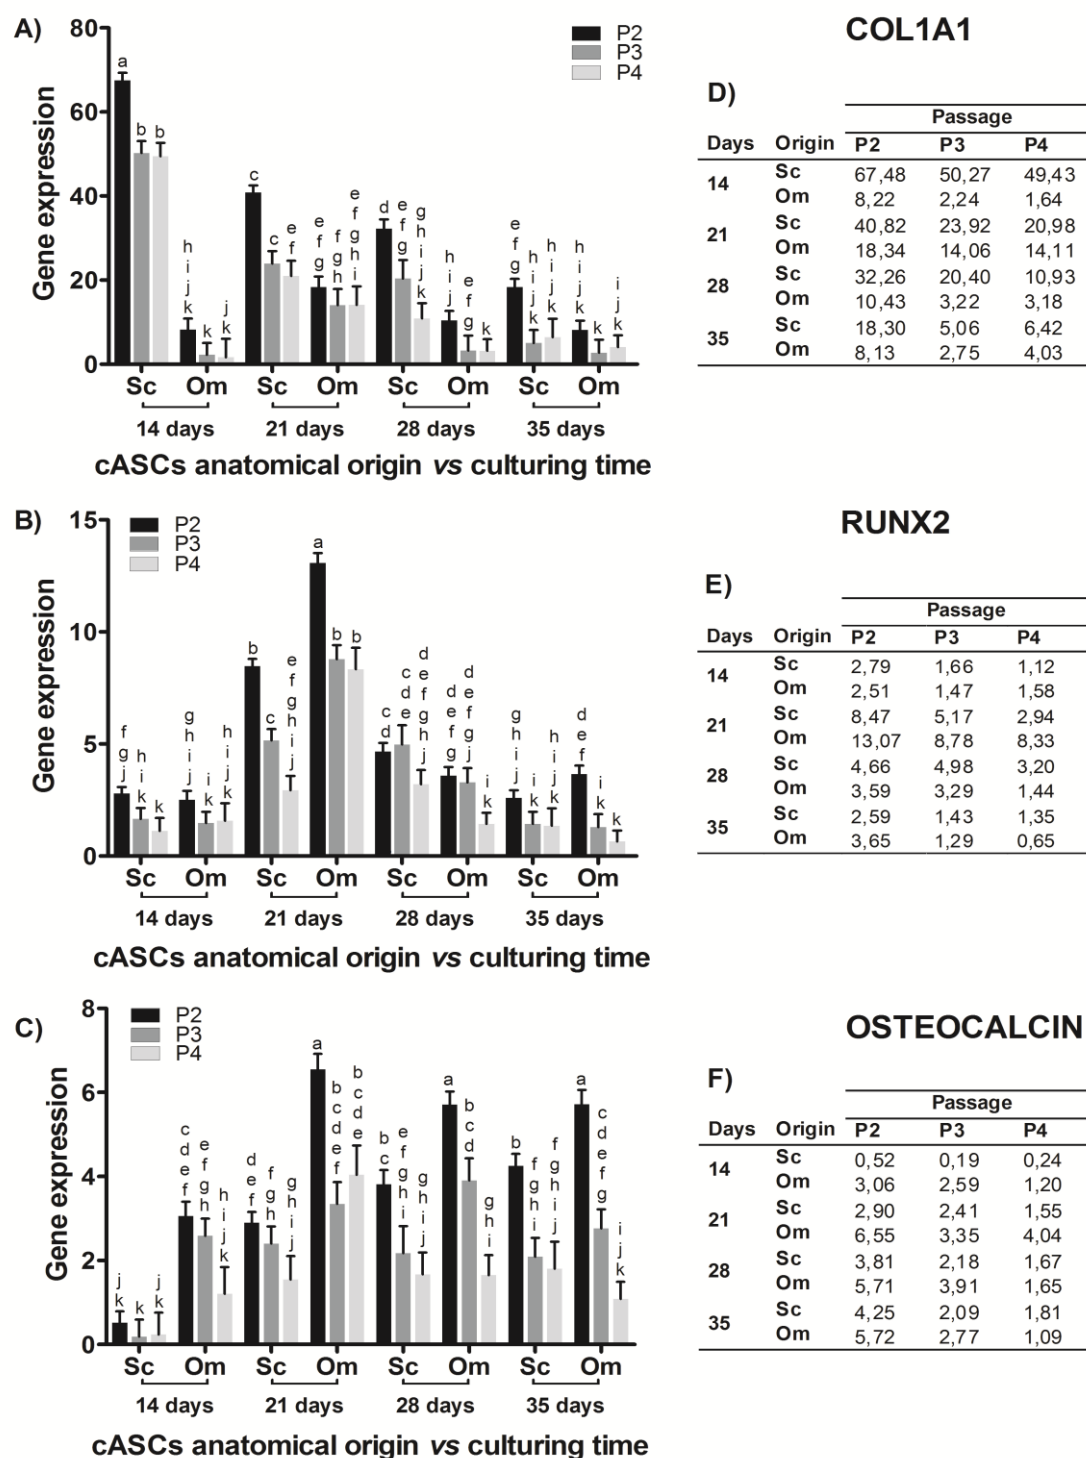 A)
80
60
40
20
0
Gene expression
P2
P3
P4
a
b b
h i j k
k
j k
c
c
e f
e f g
f g h
e f g h i
d
e f g
g h i j k
h i j
e f g
k
e f g
h i j k
h i j k
h i j k
k
i j k
Sc Om Sc Om Sc Om Sc Om
14 days 21 days 28 days 35 days
cASCs anatomical origin vs culturing time
COL1A1
D)
Passage
Days Origin P2 P3 P4
14 Sc 67,48 50,27 49,43
Om 8,22 2,24 1,64
21 Sc 40,82 23,92 20,98
Om 18,34 14,06 14,11
28 Sc 32,26 20,40 10,93
Om 10,43 3,22 3,18
35 Sc 18,30 5,06 6,42
Om 8,13 2,75 4,03
B)
15
10
5
0
Gene expression
P2
P3
P4
f g j
h i k
k
g h i j
i k
h i j k
b
c
e f g h i j
a
b b
c d
c d e
d e f g h j
d e f g
d e f g j
i k
g h i j
i k
h i j k
d e f
i k
k
Sc Om Sc Om Sc Om Sc Om
14 days 21 days 28 days 35 days
cASCs anatomical origin vs culturing time
RUNX2
E)
Passage
Days Origin P2 P3 P4
14 Sc 2,79 1,66 1,12
Om 2,51 1,47 1,58
21 Sc 8,47 5,17 2,94
Om 13,07 8,78 8,33
28 Sc 4,66 4,98 3,20
Om 3,59 3,29 1,44
35 Sc 2,59 1,43 1,35
Om 3,65 1,29 0,65
C)
8
6
4
2
0
Gene expression
P2
P3
P4
j k
k
j k
c d e f
e f g h
h i j k
d e f
f g h
g h i j
a
b c d e f
b c d e
b c
e f g h i
g h i j
a
b c d
g h i
b
f g h i
f g h i j
a
c d e f g
i j k
Sc Om Sc Om Sc Om Sc Om
14 days 21 days 28 days 35 days
cASCs anatomical origin vs culturing time
OSTEOCALCIN
F)
Passage
Days Origin P2 P3 P4
14 Sc 0,52 0,19 0,24
Om 3,06 2,59 1,20
21 Sc 2,90 2,41 1,55
Om 6,55 3,35 4,04
28 Sc 3,81 2,18 1,67
Om 5,71 3,91 1,65
35 Sc 4,25 2,09 1,81
Om 5,72 2,77 1,09